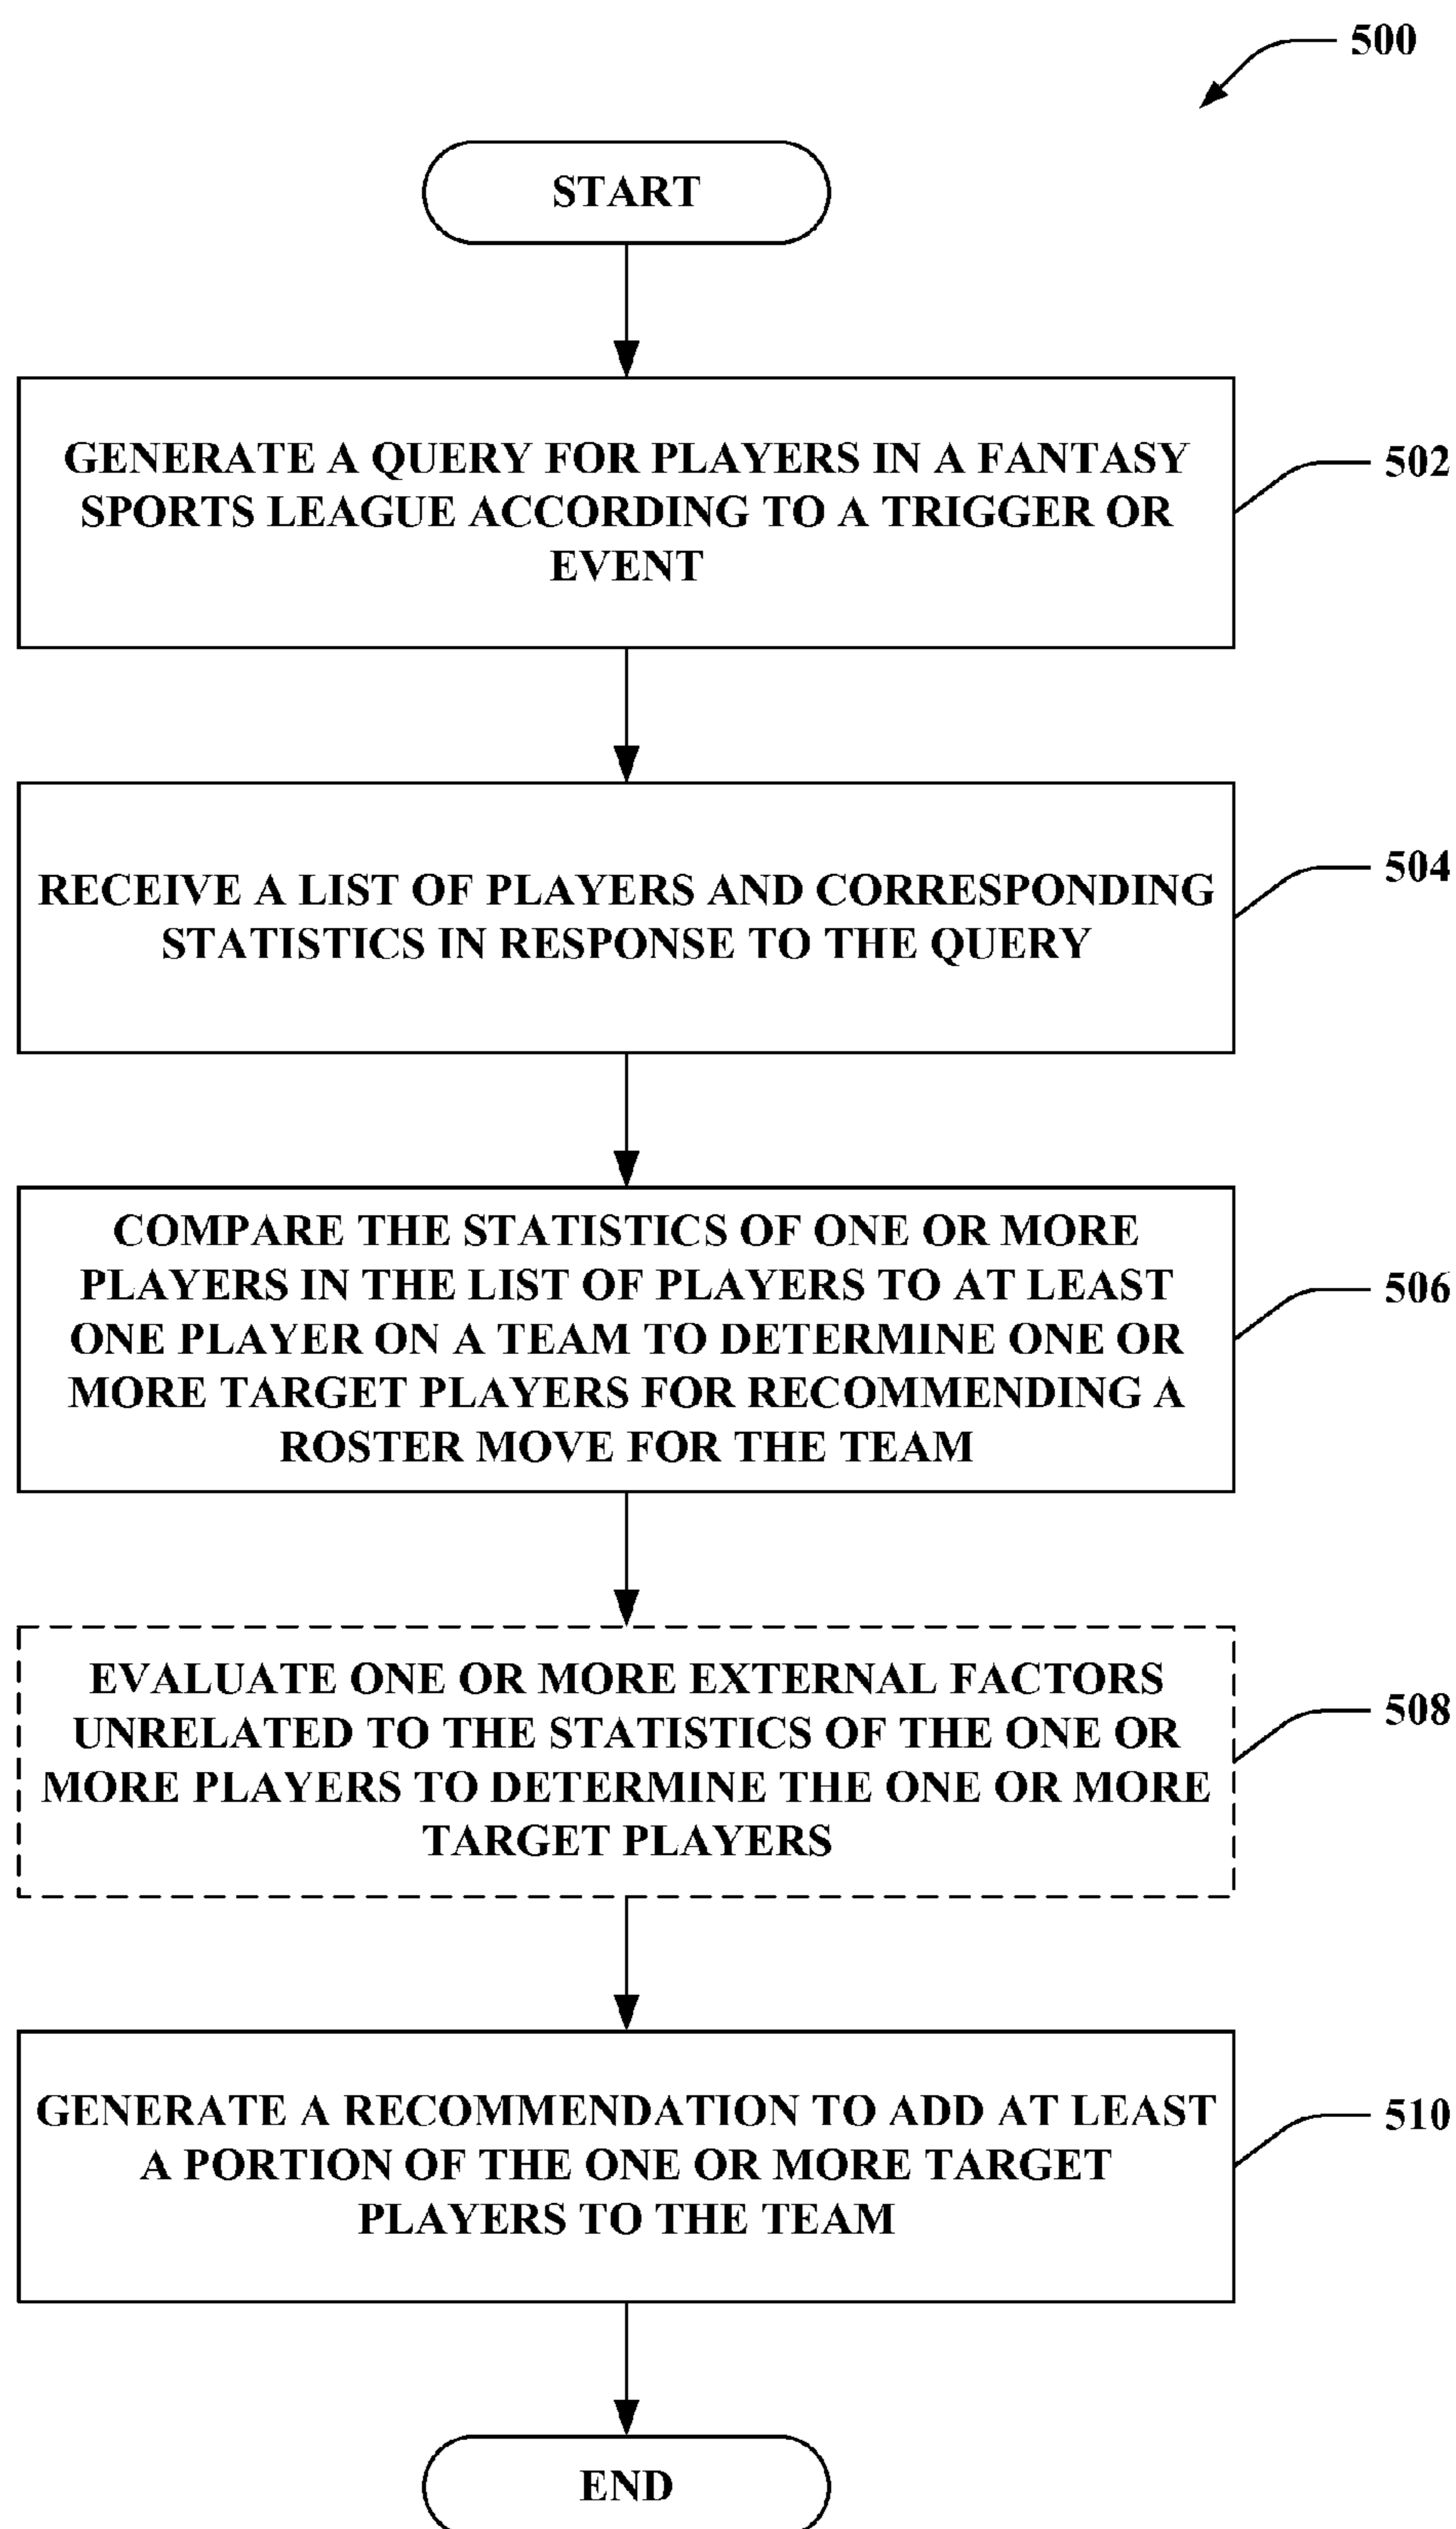 500
START
GENERATE A QUERY FOR PLAYERS IN A FANTASY
SPORTS LEAGUE ACCORDING TO A TRIGGER OR
EVENT
502
RECEIVE A LIST OF PLAYERS AND CORRESPONDING
STATISTICS IN RESPONSE TO THE QUERY
504
COMPARE THE STATISTICS OF ONE OR MORE
PLAYERS IN THE LIST OF PLAYERS TO AT LEAST
ONE PLAYER ON A TEAM TO DETERMINE ONE OR
MORE TARGET PLAYERS FOR RECOMMENDING A
ROSTER MOVE FOR THE TEAM
506
EVALUATE ONE OR MORE EXTERNAL FACTORS
UNRELATED TO THE STATISTICS OF THE ONE OR
MORE PLAYERS TO DETERMINE THE ONE OR MORE
TARGET PLAYERS
508
GENERATE A RECOMMENDATION TO ADD AT LEAST
A PORTION OF THE ONE OR MORE TARGET
PLAYERS TO THE TEAM
510
END